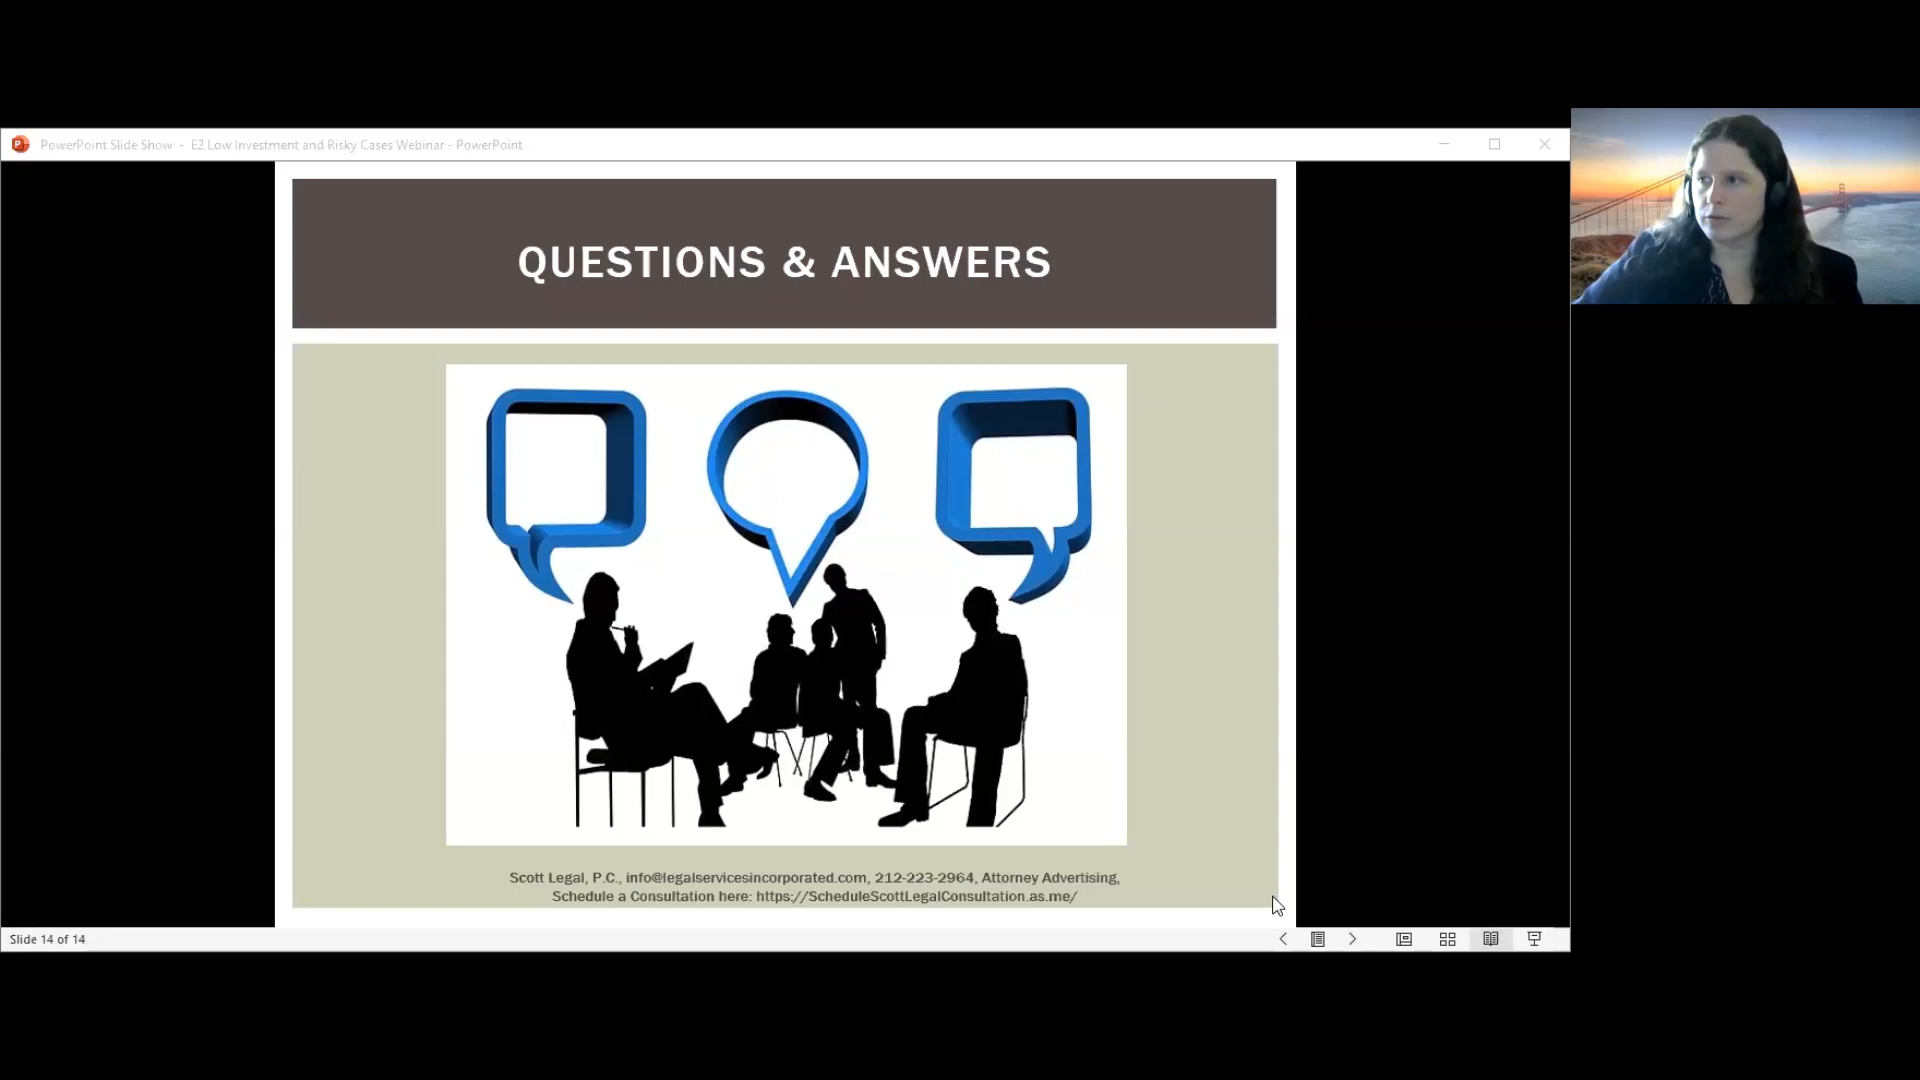 PowerPoint Slide Show - E2 Low investment and Risky Cases Webinar - PowerPoint
QUESTIONS & ANSWERS
Scott Legal, P.C., info@legalservicesincorporated.com, 212-223-2964, Attorney Advertising,
Schedule a Consultation here: https://ScheduleScottLegalConsultation.as.me/
Slide 14 of 14